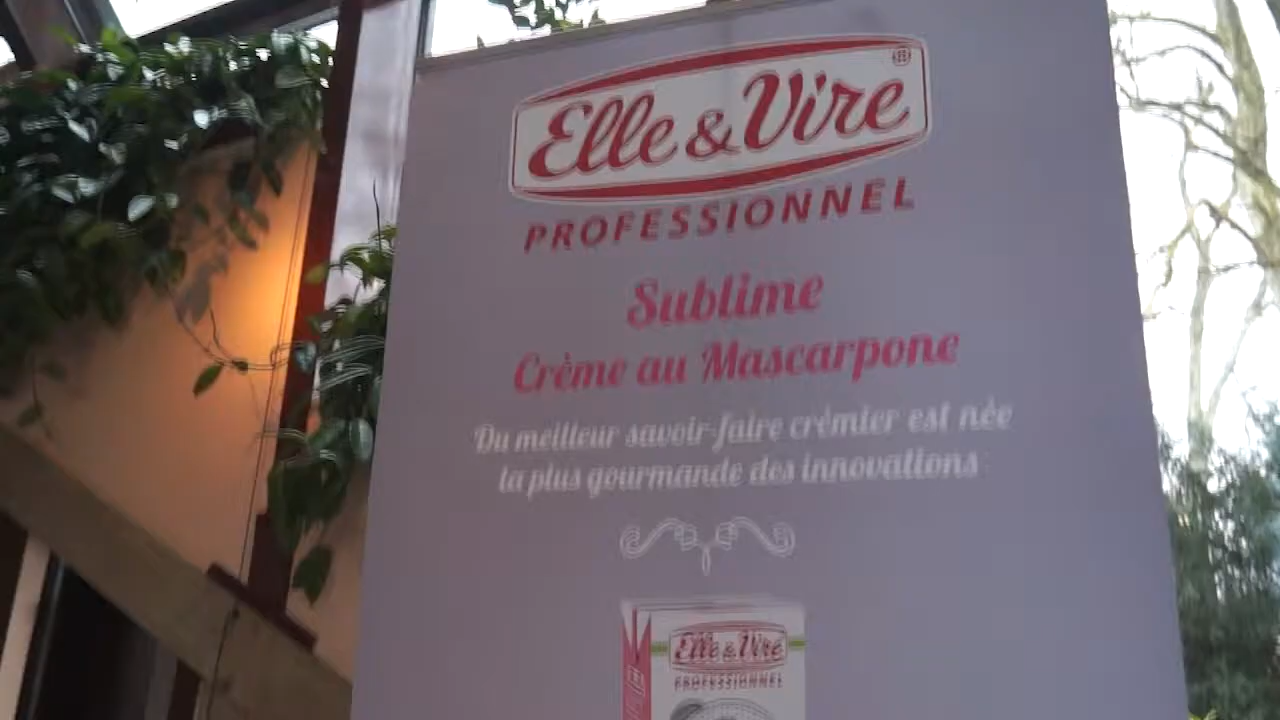 Elle & Vire ®
PROFESSIONNEL
Sublime
Crème au Mascarpone
Du meilleur savoir-faire crémier est née
la plus gourmande des innovations
Elle & Vire
PROFESSIONNEL